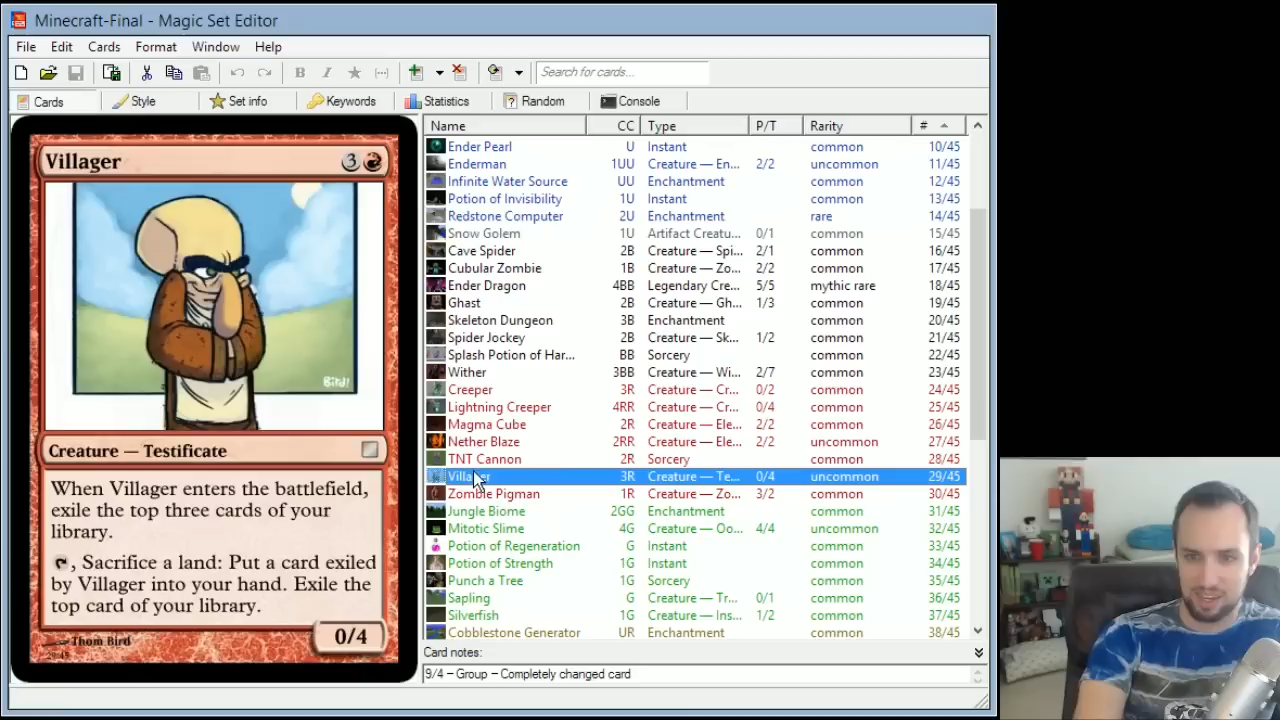 Minecraft-Final - Magic Set Editor
File Edit Cards Format Window Help
Search for cards...
Cards Style Set info Keywords Statistics Random Console
Villager 3
Bird!
Creature — Testificate
When Villager enters the battlefield,
exile the top three cards of your
library.
, Sacrifice a land: Put a card exiled
by Villager into your hand. Exile the
top card of your library.
Thom Bird
0/4
Name CC Type P/T Rarity #
Ender Pearl U Instant common 10/45
Enderman 1UU Creature — En... 2/2 uncommon 11/45
Infinite Water Source UU Enchantment common 12/45
Potion of Invisibility 1U Instant common 13/45
Redstone Computer 2U Enchantment rare 14/45
Snow Golem 1U Artifact Creatu... 0/1 common 15/45
Cave Spider 2B Creature — Spi... 2/1 common 16/45
Cubular Zombie 1B Creature — Zo... 2/2 common 17/45
Ender Dragon 4BB Legendary Cre... 5/5 mythic rare 18/45
Ghast 2B Creature — Gh... 1/3 common 19/45
Skeleton Dungeon 3B Enchantment common 20/45
Spider Jockey 2B Creature — Sk... 1/2 common 21/45
Splash Potion of Har... BB Sorcery common 22/45
Wither 3BB Creature — Wi... 2/7 common 23/45
Creeper 3R Creature — Cr... 0/2 common 24/45
Lightning Creeper 4RR Creature — Cr... 0/4 common 25/45
Magma Cube 2R Creature — Ele... 2/2 common 26/45
Nether Blaze 2RR Creature — Ele... 2/2 uncommon 27/45
TNT Cannon 2R Sorcery common 28/45
Villager 3R Creature — Te... 0/4 uncommon 29/45
Zombie Pigman 1R Creature — Zo... 3/2 common 30/45
Jungle Biome 2GG Enchantment common 31/45
Mitotic Slime 4G Creature — Oo... 4/4 uncommon 32/45
Potion of Regeneration G Instant common 33/45
Potion of Strength G Instant common 34/45
Punch a Tree 1G Sorcery common 35/45
Sapling G Creature — Tr... 0/1 common 36/45
Silverfish 1G Creature — Ins... 1/2 common 37/45
Cobblestone Generator UR Enchantment common 38/45
Card notes:
9/4 – Group – Completely changed card